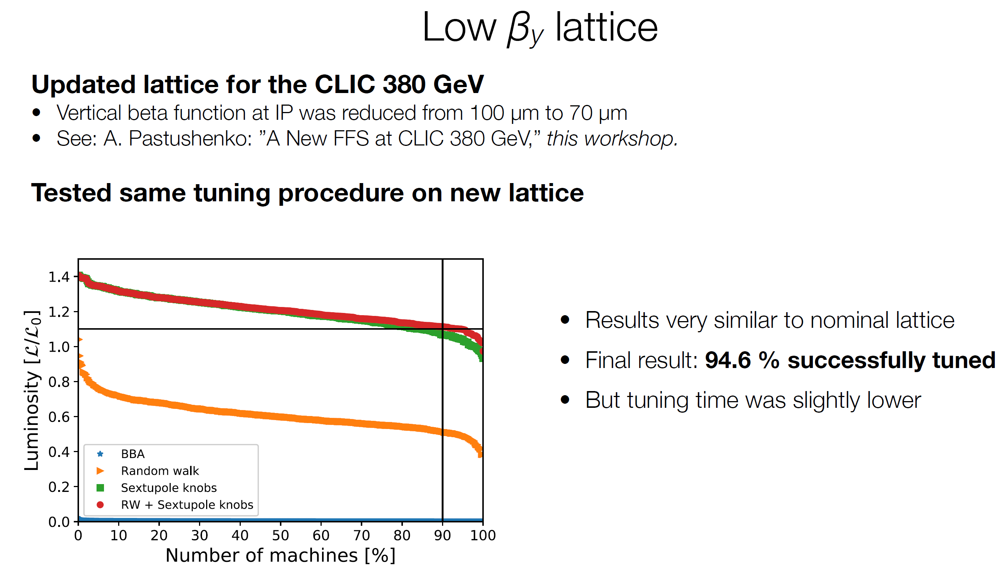 Low βy lattice
Updated lattice for the CLIC 380 GeV
• Vertical beta function at IP was reduced from 100 μm to 70 μm
• See: A. Pastushenko: ”A New FFS at CLIC 380 GeV,” this workshop.
Tested same tuning procedure on new lattice
Luminosity [ℒ/ℒ0]
1.4
1.2
1.0
0.8
0.6
0.4
0.2
0.0
BBA
Random walk
Sextupole knobs
RW + Sextupole knobs
0 10 20 30 40 50 60 70 80 90 100
Number of machines [%]
• Results very similar to nominal lattice
• Final result: 94.6 % successfully tuned
• But tuning time was slightly lower